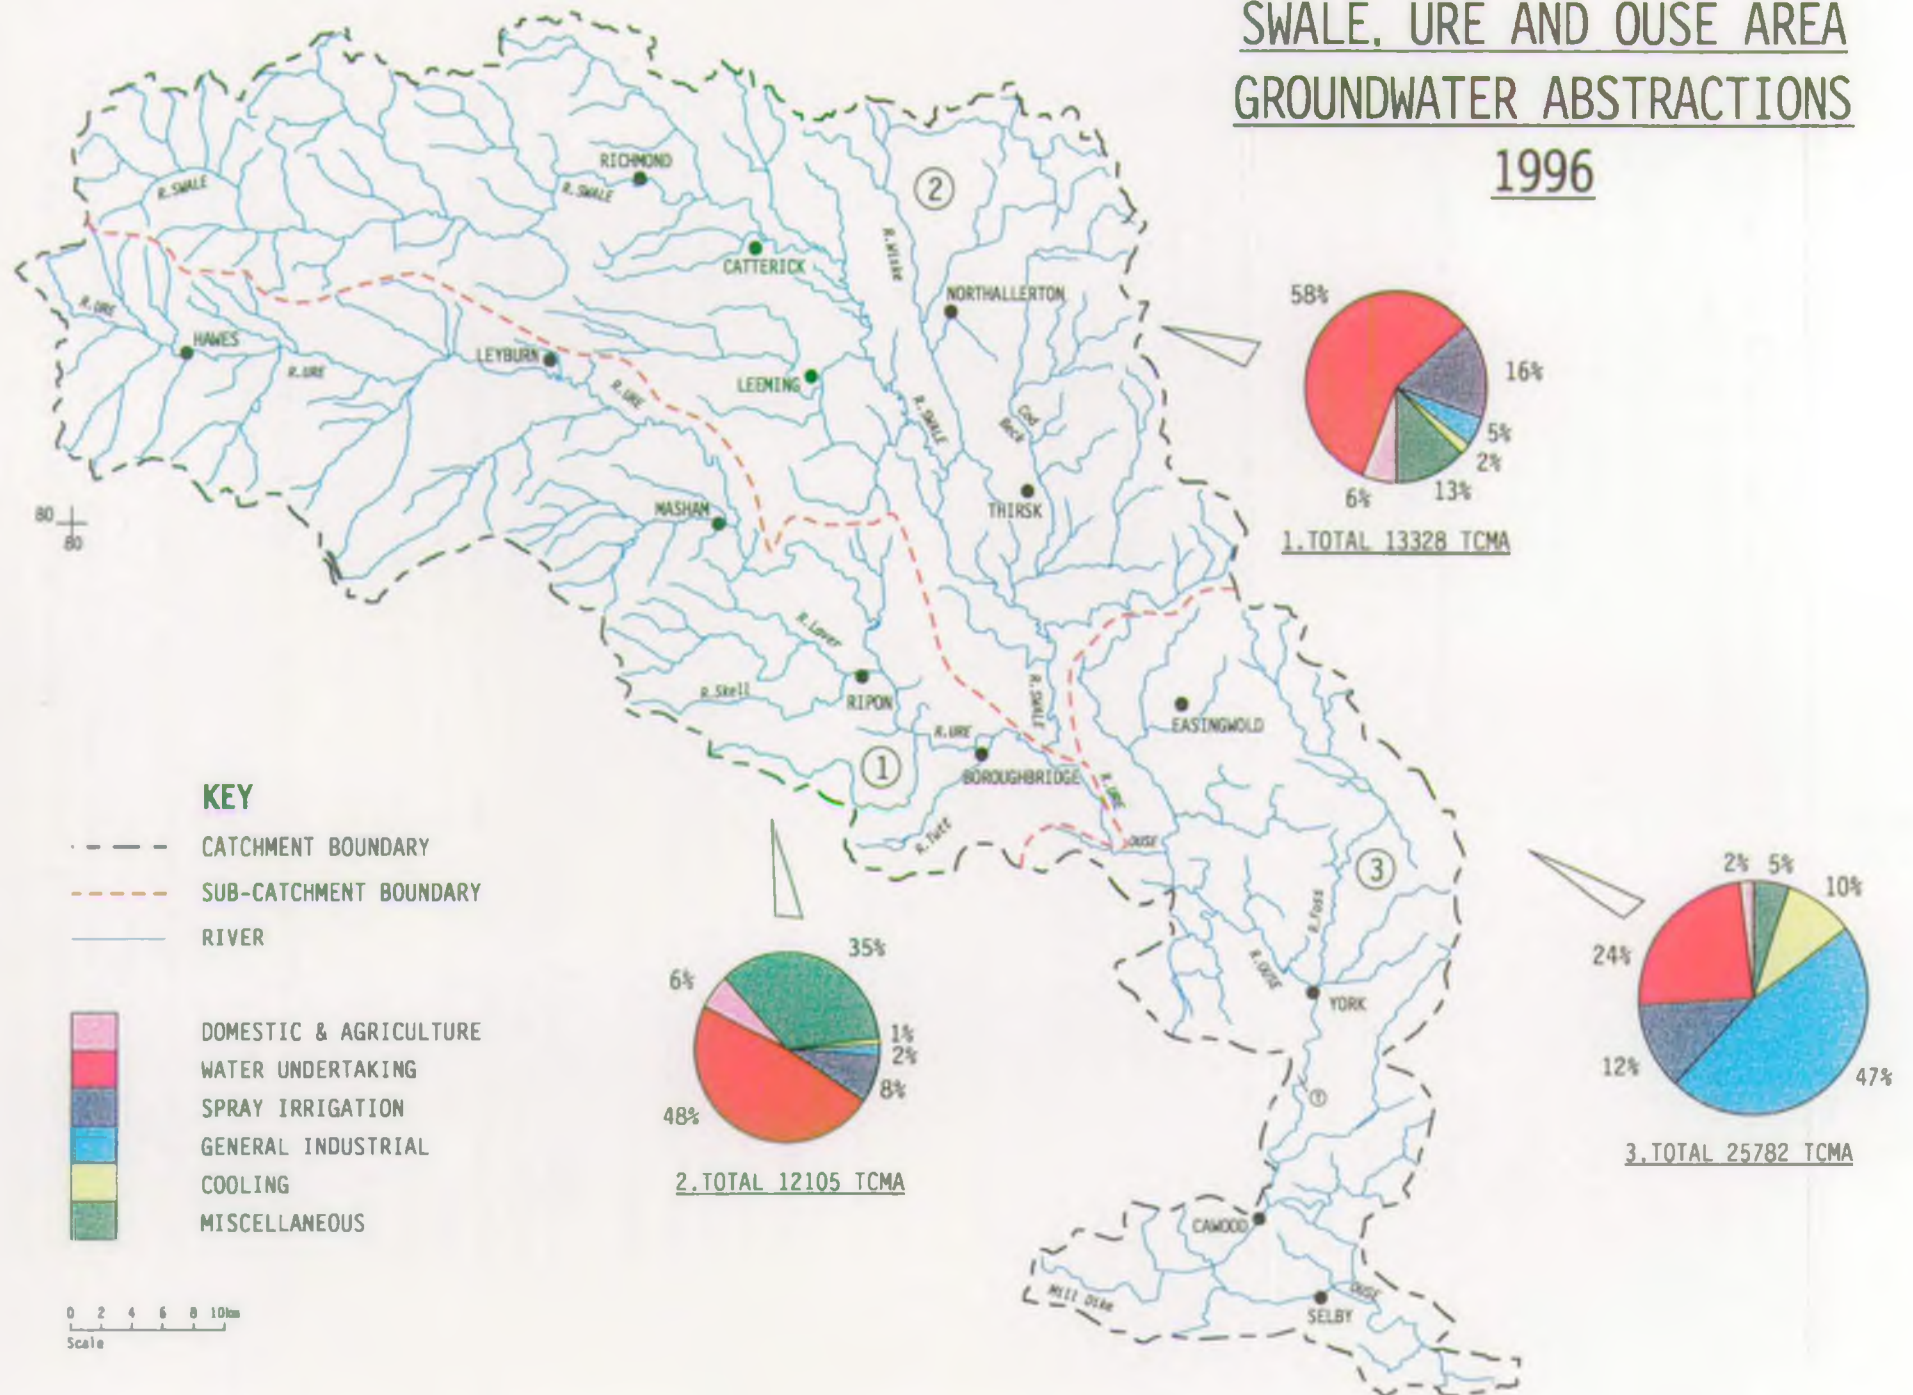 SWALE, URE AND OUSE AREA
GROUNDWATER ABSTRACTIONS
1996
RICHMOND
R.SWALE
R.SWALE
2
CATTERICK
R.Wiske
NORTHALLERTON
R.URE
HAWES
R.URE
LEYBURN
R.URE
LEEMING
R.SWALE
Cod
Beck
MASHAM
THIRSK
80
80
58%
16%
5%
2%
13%
6%
1.TOTAL 13328 TCMA
R.Laver
R.Skell
RIPON
R.SWALE
EASINGWOLD
R.URE
1
BOROUGHBRIDGE
R.URE
R.Tutt
OUSE
3
R.Foss
R.OUSE
YORK
KEY
CATCHMENT BOUNDARY
SUB-CATCHMENT BOUNDARY
RIVER
DOMESTIC & AGRICULTURE
WATER UNDERTAKING
SPRAY IRRIGATION
GENERAL INDUSTRIAL
COOLING
MISCELLANEOUS
35%
6%
1%
2%
8%
48%
2.TOTAL 12105 TCMA
2%
5%
10%
24%
12%
47%
3.TOTAL 25782 TCMA
CAWOOD
Mill Dike
OUSE
SELBY
0 2 4 6 8 10km
Scale